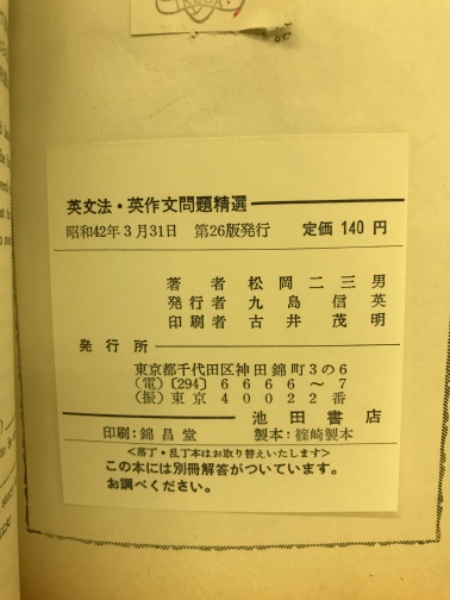 IKEDA
英文法・英作文問題精選
昭和42年3月31日 第26版発行 定価 140 円
著者 松岡二三男
発行者 九島信英
印刷者 古井茂明
発行所
東京都千代田区神田錦町3の6
(電)〔294〕6666〜7
(振)東京40022番
池田書店
印刷:錦昌堂 製本:篠崎製本
<落丁・乱丁本はお取り替えいたします>
この本には別冊解答がついています。
お調べください。